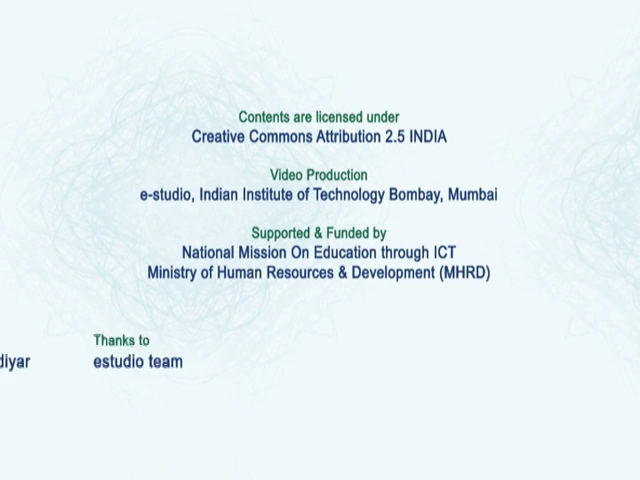 Contents are licensed under
Creative Commons Attribution 2.5 INDIA
Video Production
e-studio, Indian Institute of Technology Bombay, Mumbai
Supported & Funded by
National Mission On Education through ICT
Ministry of Human Resources & Development (MHRD)
Thanks to
estudio team